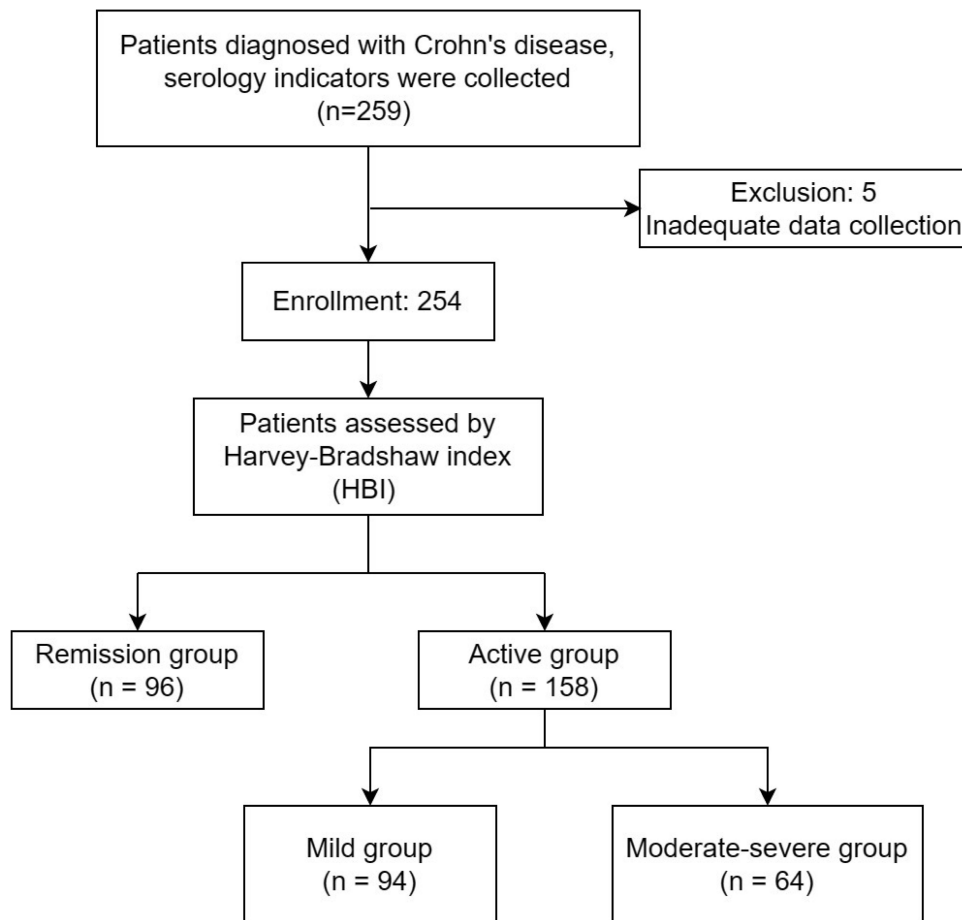 Patients diagnosed with Crohn's disease,
serology indicators were collected
(n=259)
Exclusion: 5
Inadequate data collection
Enrollment: 254
Patients assessed by
Harvey-Bradshaw index
(HBI)
Remission group
(n = 96)
Active group
(n = 158)
Mild group
(n = 94)
Moderate-severe group
(n = 64)